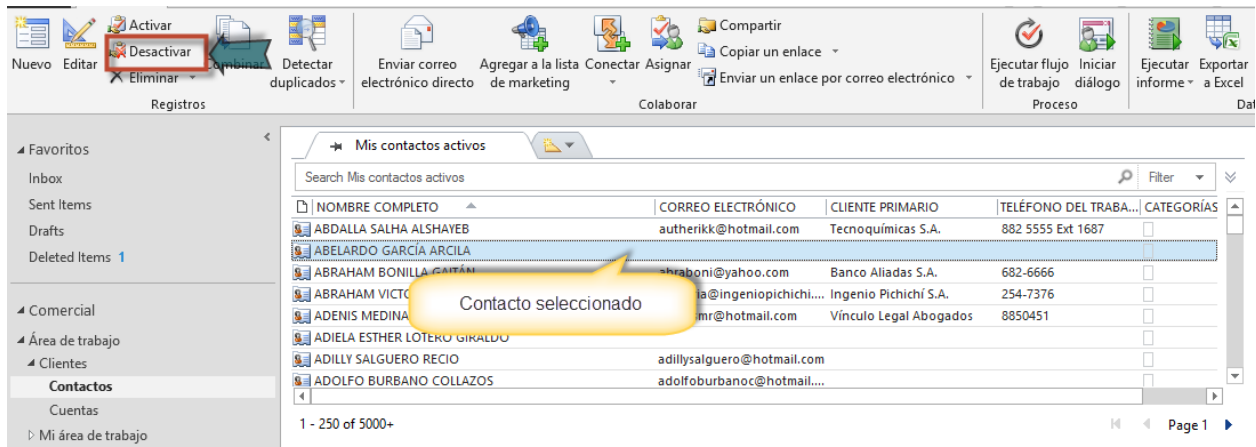 Activar
Desactivar
Eliminar
Nuevo Editar
Combinar
Detectar
duplicados
Enviar correo
electrónico directo
Agregar a la lista
de marketing
Conectar Asignar
Compartir
Copiar un enlace
Enviar un enlace por correo electrónico
Ejecutar flujo
de trabajo
Iniciar
diálogo
Ejecutar
informe
Exportar
a Excel
Registros
Colaborar
Proceso
Dat
Favoritos
Inbox
Sent Items
Drafts
Deleted Items 1
Comercial
Área de trabajo
Clientes
Contactos
Cuentas
Mi área de trabajo
Mis contactos activos
Search Mis contactos activos Filter
NOMBRE COMPLETO CORREO ELECTRÓNICO CLIENTE PRIMARIO TELÉFONO DEL TRABA... CATEGORÍAS
ABDALLA SALHA ALSHAYEB autherikk@hotmail.com Tecnoquímicas S.A. 882 5555 Ext 1687
ABELARDO GARCÍA ARCILA
ABRAHAM BONILLA GAITÁN abraboni@yahoo.com Banco Aliadas S.A. 682-6666
ABRAHAM VICTO ia@ingeniopichichi.... Ingenio Pichichí S.A. 254-7376
ADENIS MEDINA mr@hotmail.com Vínculo Legal Abogados 8850451
ADIELA ESTHER LOTERO GIRALDO
ADILLY SALGUERO RECIO adillysalguero@hotmail.com
ADOLFO BURBANO COLLAZOS adolfoburbanoc@hotmail....
Contacto seleccionado
1 - 250 of 5000+ Page 1